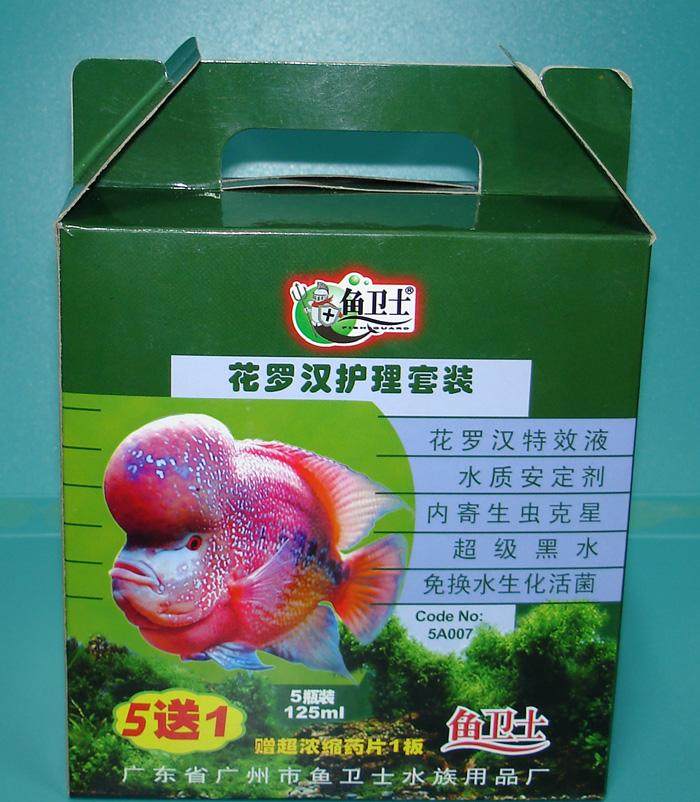 鱼卫士®
FISH GUARD
花罗汉护理套装
花罗汉特效液
水质安定剂
内寄生虫克星
超级黑水
免换水生化活菌
Code No:
5A007
5瓶装
125ml
5送1
赠超浓缩药片1板
鱼卫士
广东省广州市鱼卫士水族用品厂